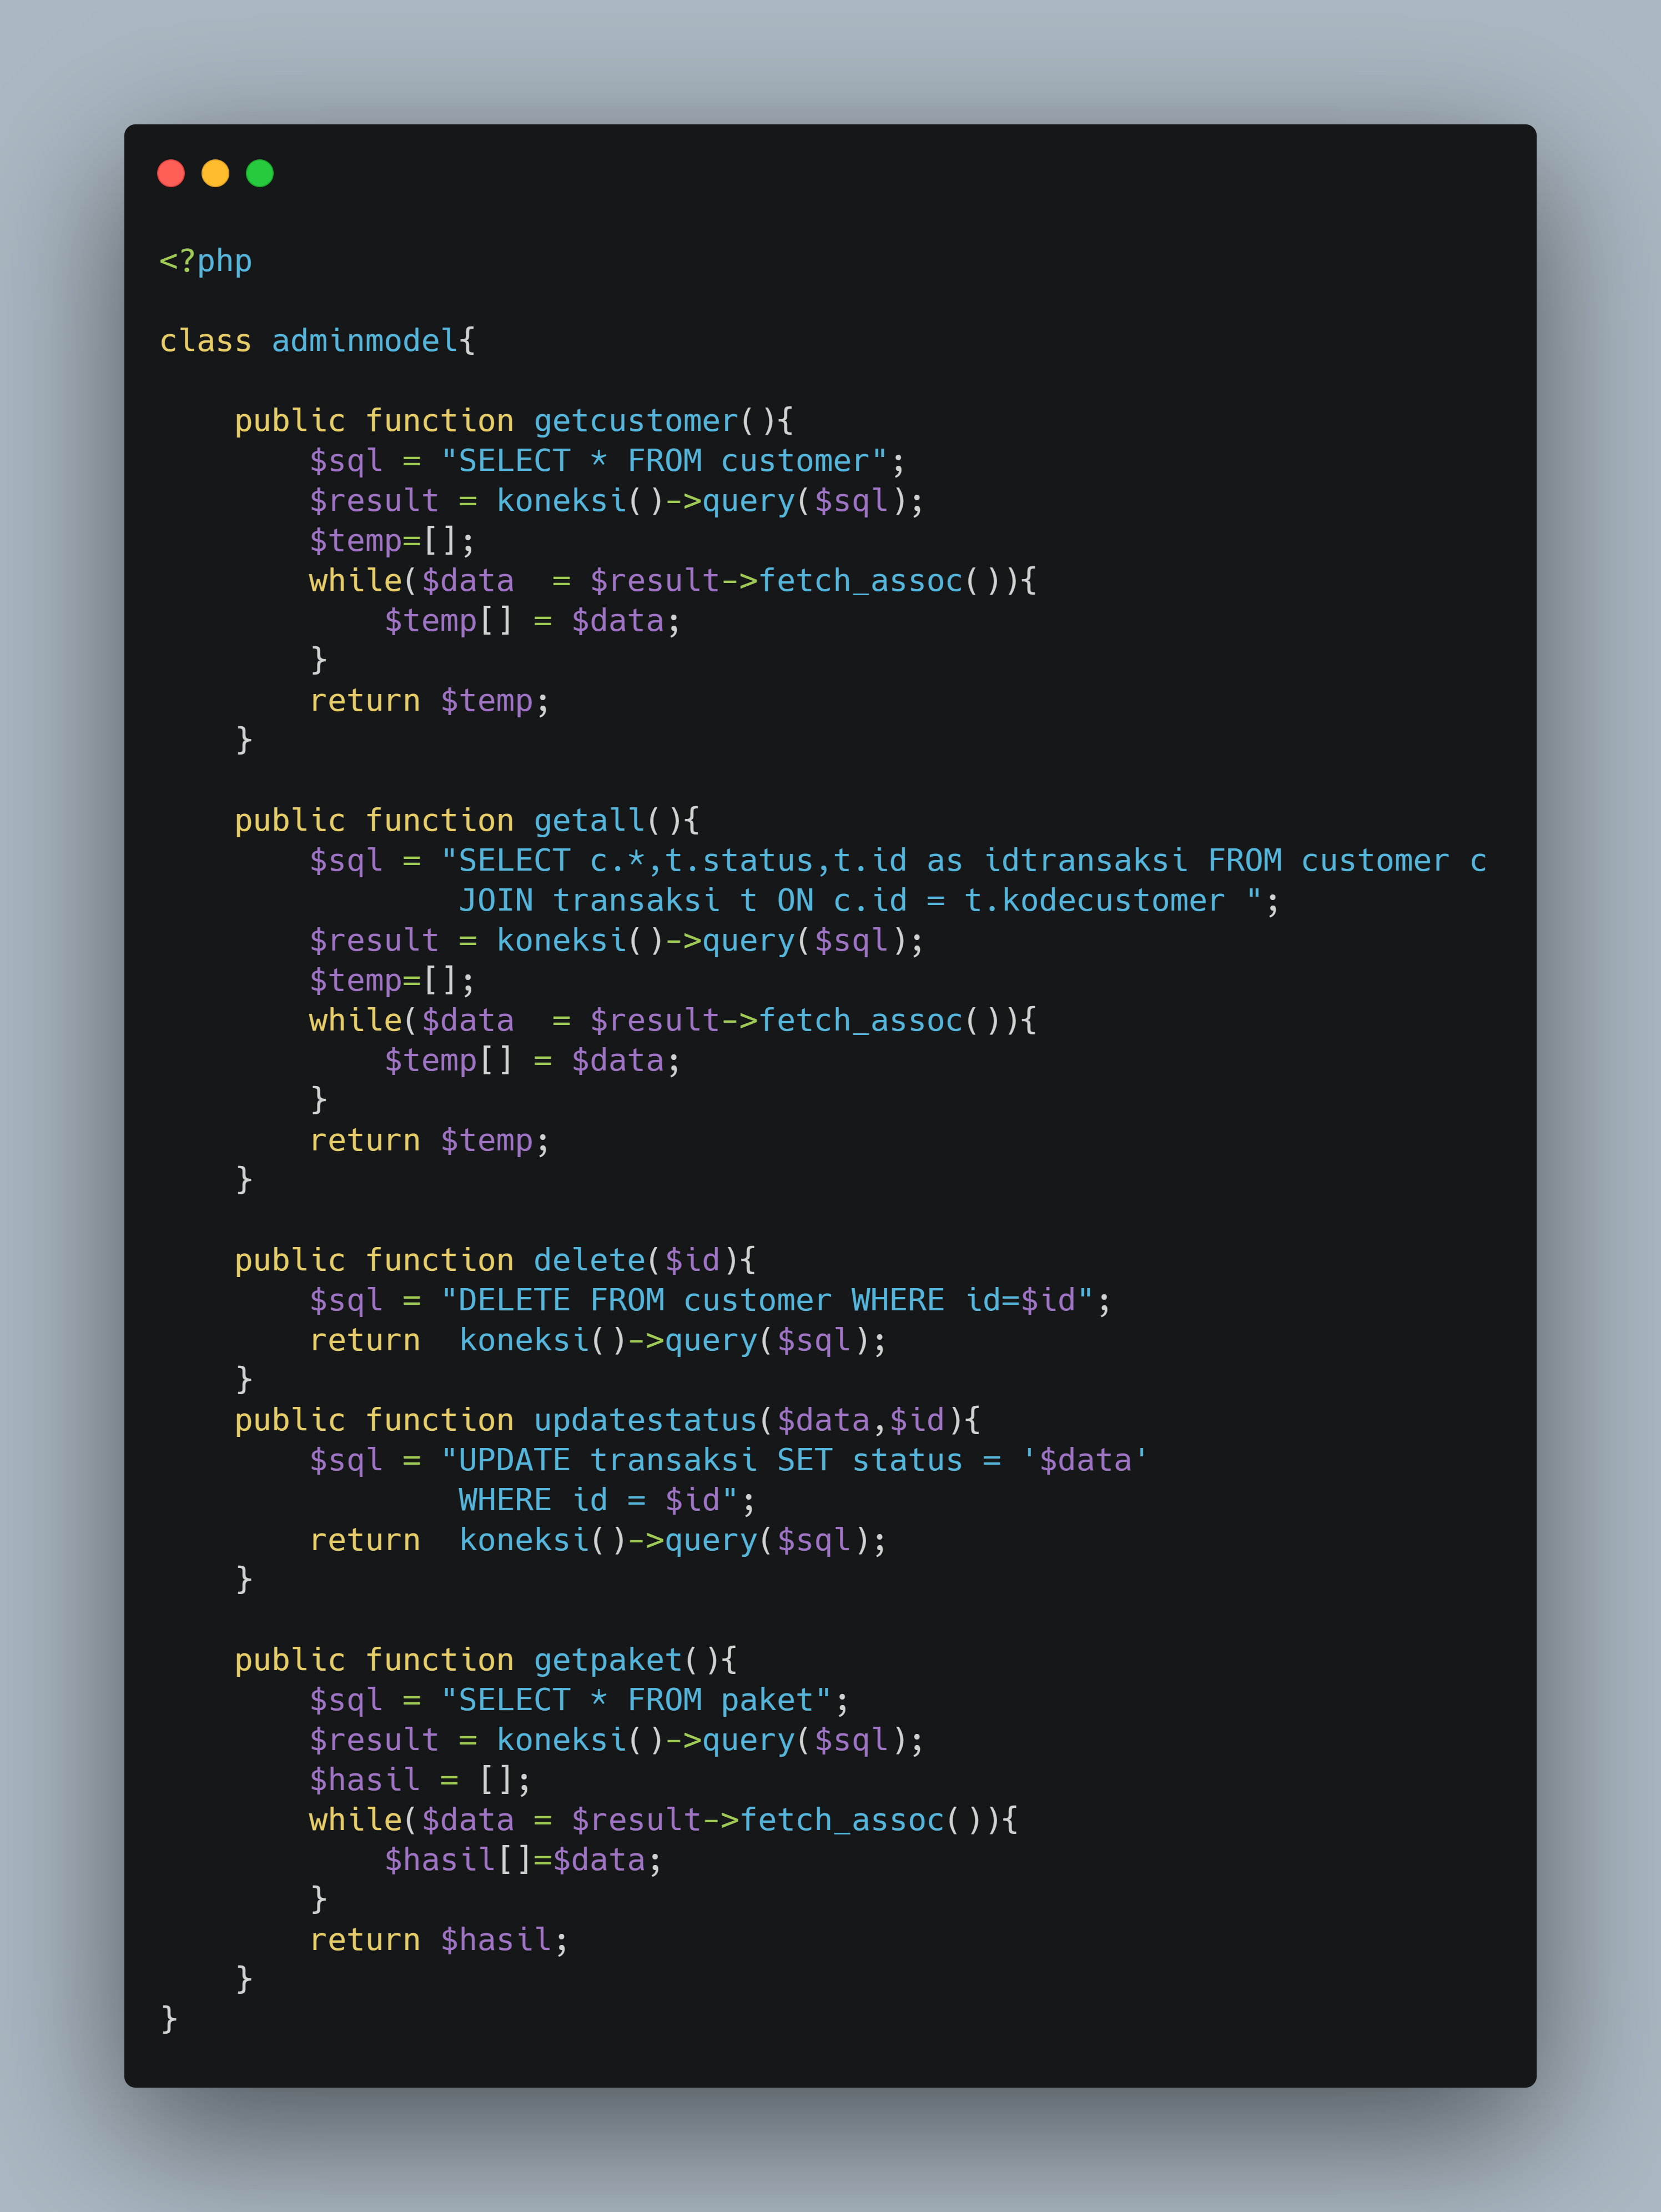 <?php

class adminmodel{

    public function getcustomer(){
        $sql = "SELECT * FROM customer";
        $result = koneksi()->query($sql);
        $temp=[];
        while($data  = $result->fetch_assoc()){
            $temp[] = $data;
        }
        return $temp;
    }

    public function getall(){
        $sql = "SELECT c.*,t.status,t.id as idtransaksi FROM customer c
                JOIN transaksi t ON c.id = t.kodecustomer ";
        $result = koneksi()->query($sql);
        $temp=[];
        while($data  = $result->fetch_assoc()){
            $temp[] = $data;
        }
        return $temp;
    }

    public function delete($id){
        $sql = "DELETE FROM customer WHERE id=$id";
        return  koneksi()->query($sql);
    }
    public function updatestatus($data,$id){
        $sql = "UPDATE transaksi SET status = '$data'
                WHERE id = $id";
        return  koneksi()->query($sql);
    }

    public function getpaket(){
        $sql = "SELECT * FROM paket";
        $result = koneksi()->query($sql);
        $hasil = [];
        while($data = $result->fetch_assoc()){
            $hasil[]=$data;
        }
        return $hasil;
    }
}